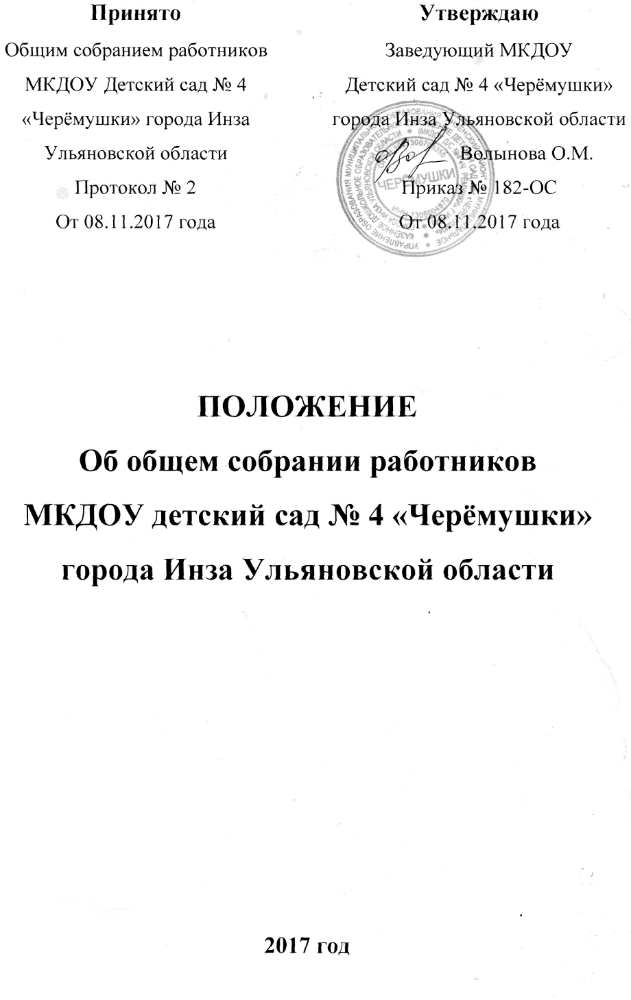 Принято
Общим собранием работников
МКДОУ Детский сад № 4
«Черёмушки» города Инза
Ульяновской области
Протокол № 2
От 08.11.2017 года
Утверждаю
Заведующий МКДОУ
Детский сад № 4 «Черёмушки»
города Инза Ульяновской области
Волынова О.М.
Приказ № 182-ОС
От 08.11.2017 года
ЧЕРЁМУШКИ
ИНН 7306004870
ПОЛОЖЕНИЕ
Об общем собрании работников
МКДОУ детский сад № 4 «Черёмушки»
города Инза Ульяновской области
2017 год